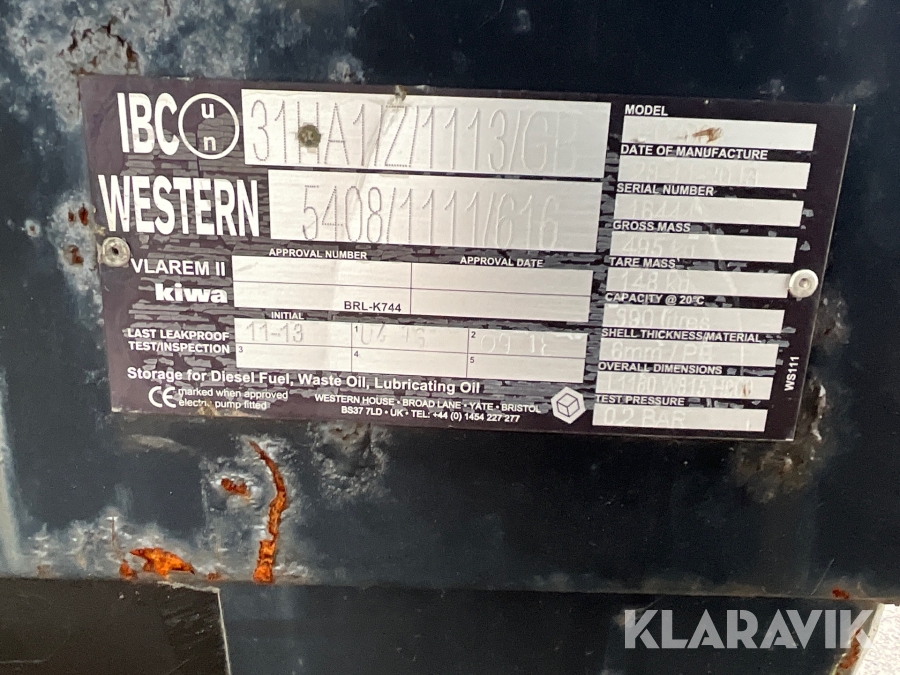 IBC un 31HA1/Z/1113/GB
WESTERN 5408/1111/616
APPROVAL NUMBER APPROVAL DATE
VLAREM II
kiwa BRL-K744
INITIAL
LAST LEAKPROOF TEST/INSPECTION 11-13 1 2
3 4 5
Storage for Diesel Fuel, Waste Oil, Lubricating Oil
CE marked when approved electric pump fitted
WESTERN HOUSE • BROAD LANE • YATE • BRISTOL
BS37 7LD • UK • TEL: +44 (0) 1454 227 277
MODEL
DATE OF MANUFACTURE
SERIAL NUMBER
GROSS MASS
TARE MASS
148 kg
CAPACITY @ 20°C
990 litres
SHELL THICKNESS/MATERIAL
OVERALL DIMENSIONS
TEST PRESSURE
0.2 BAR
WS111
KLARAVIK